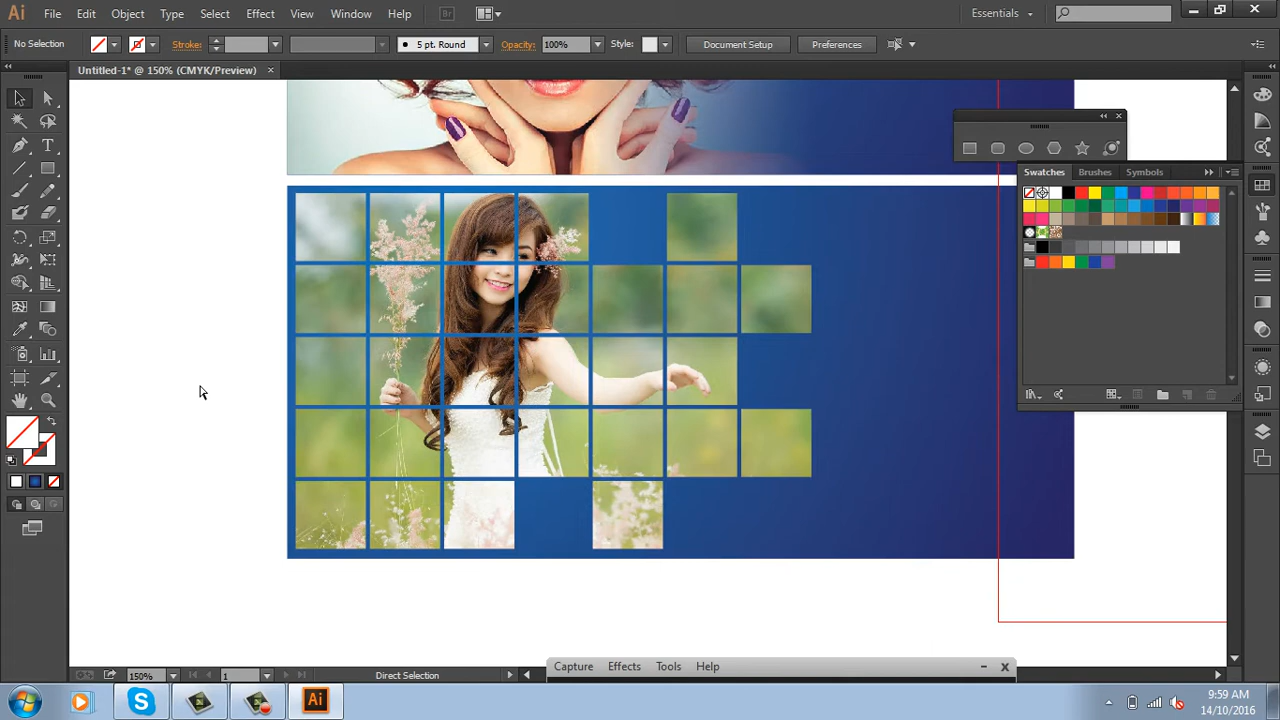 Ai File Edit Object Type Select Effect View Window Help Br Essentials
No Selection Stroke: 5 pt. Round Opacity: 100% Style: Document Setup Preferences
Untitled-1* @ 150% (CMYK/Preview)
Swatches Brushes Symbols
T
150% 1 Direct Selection
Capture Effects Tools Help
S Ai
9:59 AM
14/10/2016